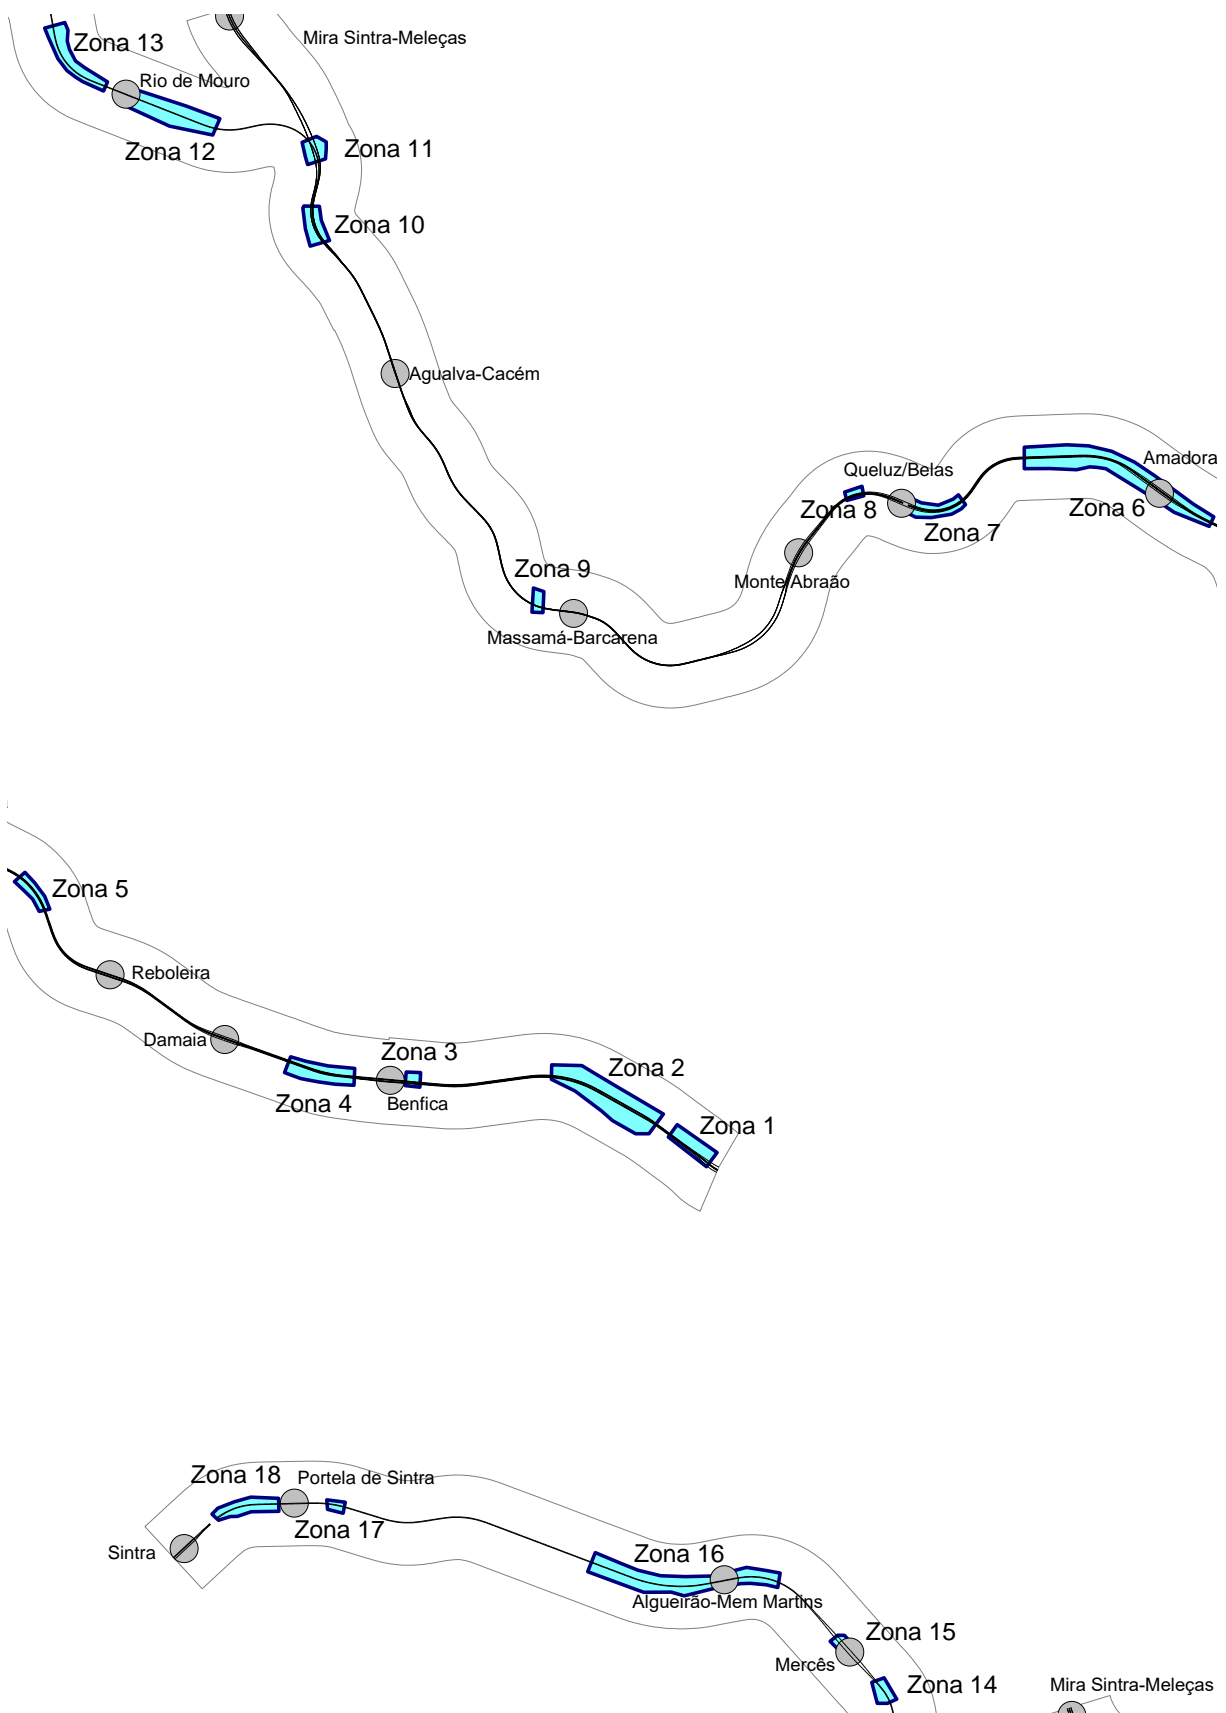 Mira Sintra-Meleças
Zona 13
Rio de Mouro
Zona 12
Zona 11
Zona 10
Agualva-Cacém
Amadora
Queluz/Belas
Zona 8
Zona 6
Zona 7
Zona 9
Monte Abraão
Massamá-Barcarena
Zona 5
Reboleira
Damaia
Zona 3
Zona 2
Zona 4
Benfica
Zona 1
Zona 18
Portela de Sintra
Zona 17
Sintra
Zona 16
Algueirão-Mem Martins
Zona 15
Mercês
Zona 14
Mira Sintra-Meleças